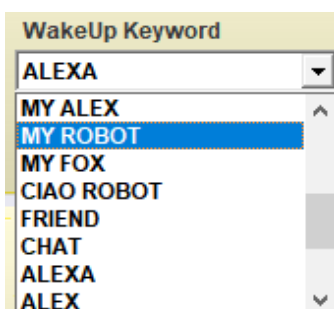 WakeUp Keyword
ALEXA
MY ALEX
MY ROBOT
MY FOX
CIAO ROBOT
FRIEND
CHAT
ALEXA
ALEX